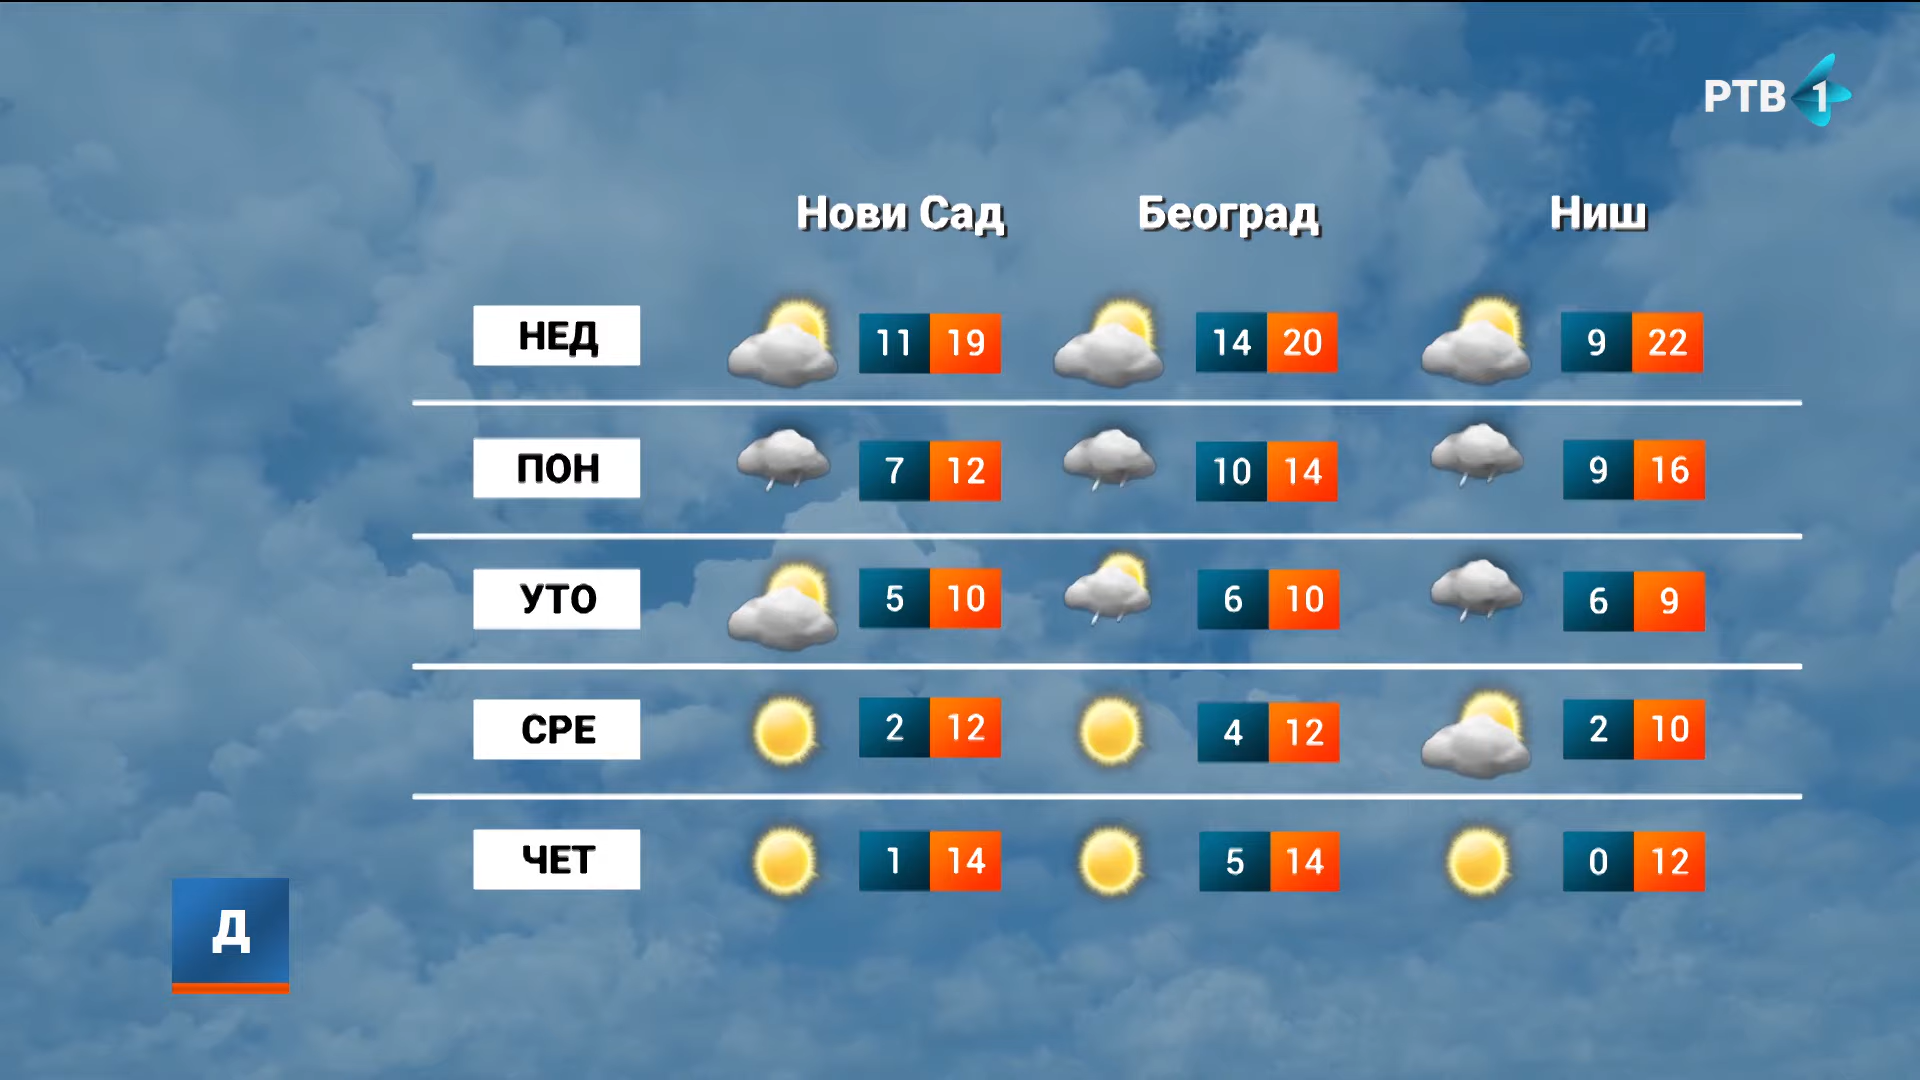 РТВ 1
Нови Сад Београд Ниш
НЕД 11 19 14 20 9 22
ПОН 7 12 10 14 9 16
УТО 5 10 6 10 6 9
СРЕ 2 12 4 12 2 10
ЧЕТ 1 14 5 14 0 12
Д